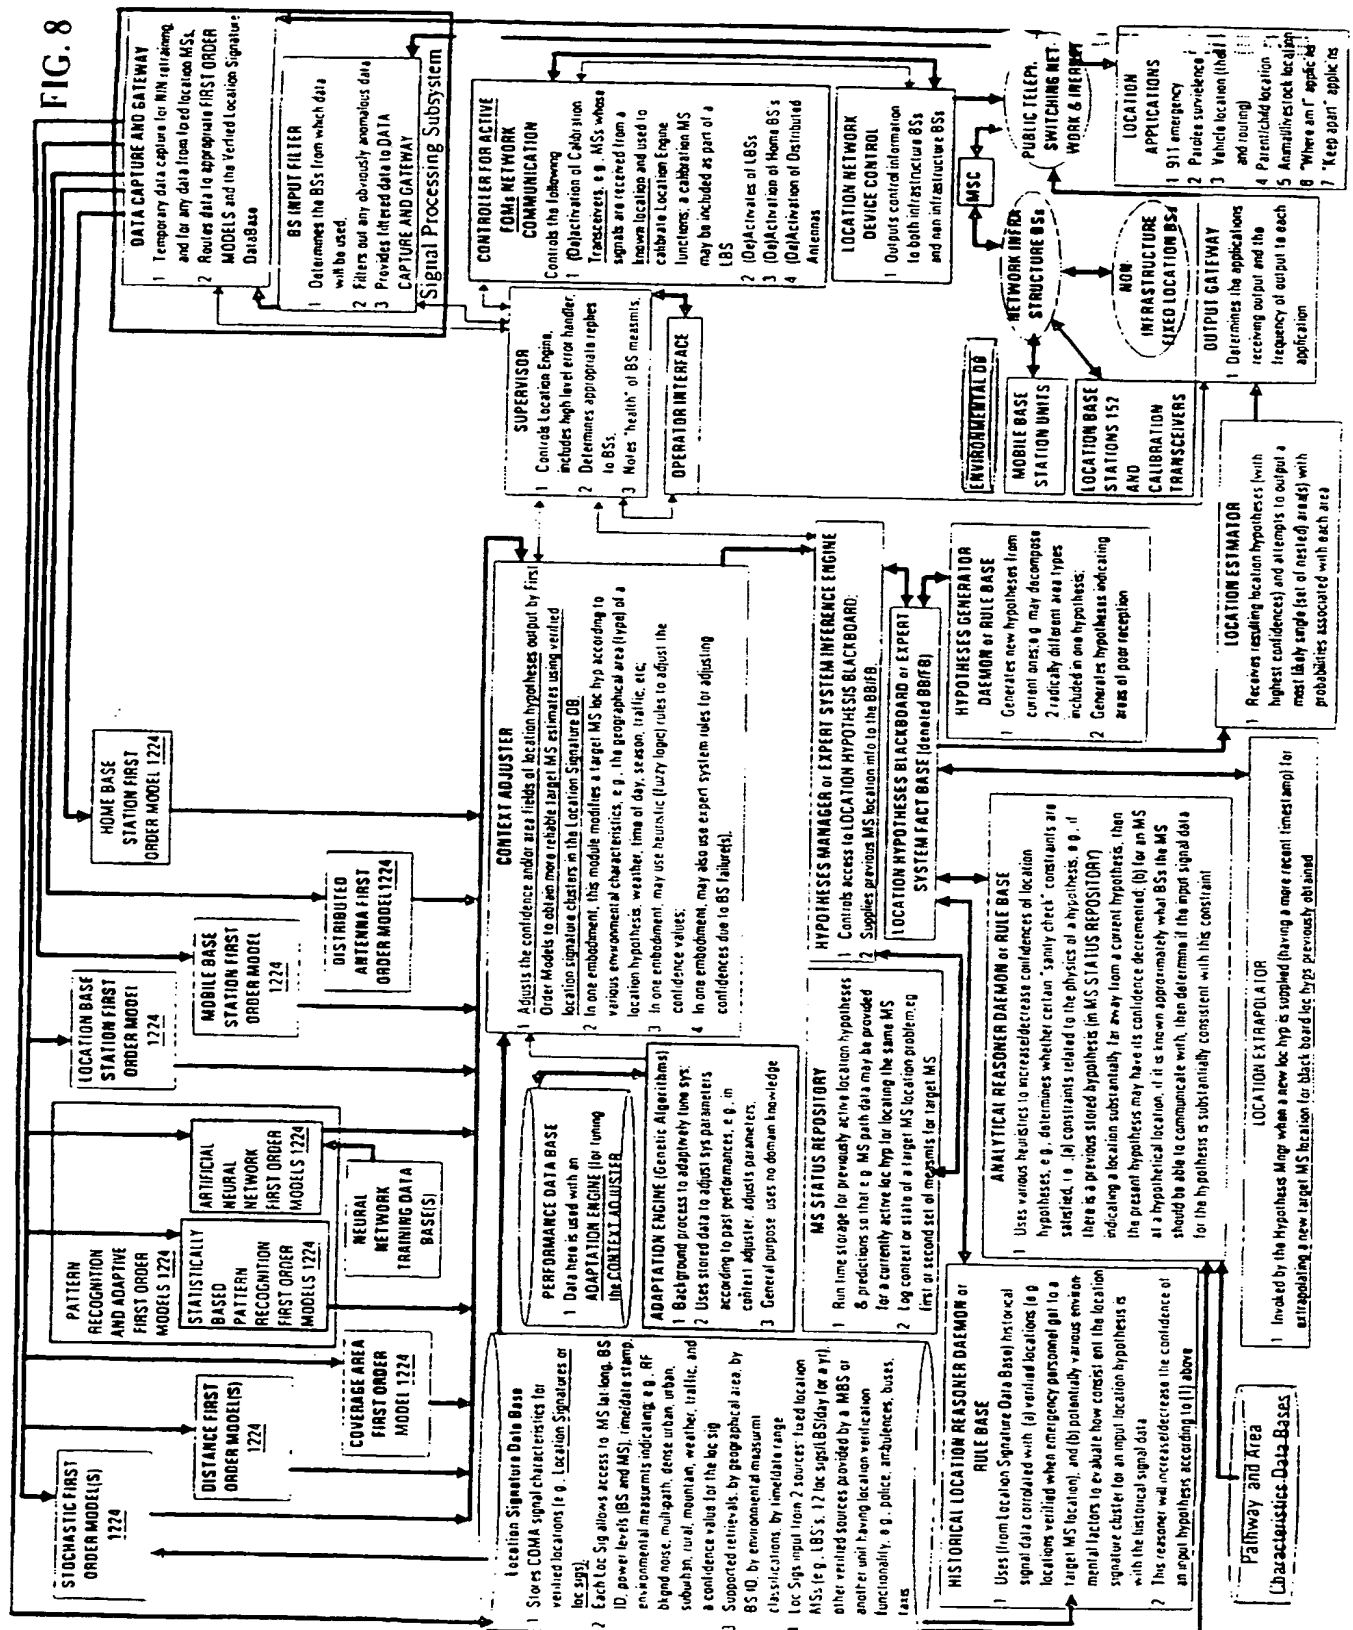 FIG. 8
STOCHASTIC FIRST
ORDER MODEL(S)
1224
DISTANCE FIRST
ORDER MODEL(S)
1224
COVERAGE AREA
FIRST ORDER
MODEL 1224
PATTERN
RECOGNITION
AND ADAPTIVE
FIRST ORDER
MODELS 1224
STATISTICALLY
BASED
PATTERN
RECOGNITION
FIRST ORDER
MODELS 1224
ARTIFICIAL
NEURAL
NETWORK
FIRST ORDER
MODELS 1224
NEURAL
NETWORK
TRAINING DATA
BASE(S)
LOCATION BASE
STATION FIRST
ORDER MODEL
1224
MOBILE BASE
STATION FIRST
ORDER MODEL
1224
DISTRIBUTED
ANTENNA FIRST
ORDER MODEL 1224
HOME BASE
STATION FIRST
ORDER MODEL 1224
DATA CAPTURE AND GATEWAY
1 Temporary data capture for N/N retraining,
and for any data from loc'ed location MSs,
2 Routes data to appropriate FIRST ORDER
MODELS and the Verified Location Signature
DataBase
BS INPUT FILTER
1 Determines the BSs from which data
will be used,
2 Filters out any obviously anomalous data
3 Provides filtered data to DATA
CAPTURE AND GATEWAY
Signal Processing Subsystem
Location Signature Data Base
1 Stores CDMA signal characteristics for
verified locations (e g , Location Signatures or
loc sigs),
2 Each Loc Sig allows access to MS lat-long, BS
ID, power levels (BS and MS), time/date stamp,
environmental measurmts indicating, e g , RF
bkgnd noise, multipath, dense urban, urban,
suburban, rural, mountain, weather, traffic, and
a confidence value for the loc sig
3 Supported retrievals, by geographical area, by
BS ID, by environmental measurmt
classifications, by time/date range
Loc Sigs input from 2 sources fixed location
other verified sources provided by a MBS or
another unit having location verification
functionality, e g , police, ambulences, buses,
taxis
PERFORMANCE DATA BASE
1 Data here is used with an
ADAPTATION ENGINE (for tuning
the CONTEXT ADJUSTER
ADAPTATION ENGINE (Genetic Algorithms)
1 Background process to adaptively tune sys;
2 Uses stored data to adjust sys parameters
according to past performances, e g , in
context adjuster, adjusts parameters,
3 General purpose uses no domain knowledge
CONTEXT ADJUSTER
1 Adjusts the confidence and/or area fields of location hypotheses output by First
Order Models to obtain more reliable target MS estimates using verified
location signature clusters in the Location Signature DB.
2 In one embodiment, this module modifies a target MS loc hyp according to
various environmental characteristics, e g , the geographical area (type) of a
location hypothesis, weather, time of day, season, traffic, etc;
3 In one embodiment, may use heuristic (fuzzy logic) rules to adjust the
confidence values;
4 In one embodiment, may also use expert system rules for adjusting
confidences due to BS failure(s).
SUPERVISOR
1 Controls Location Engine,
includes high level error handler,
2 Determines appropriate replies
to BSs,
3 Notes "health" of BS measmts,
CONTROLLER FOR ACTIVE
FOMs NETWORK
COMMUNICATION
Controls the following
1 (De)activation of Calibration
Transceivers, e g , MSs whose
signals are received from a
known location and used to
calibrate Location Engine
functions; a calibration MS
may be included as part of a
LBS
2 (De)Activates of LBSs
3 (De)Activation of Home BS's
4 (De)Activation of Distributed
Antennas
OPERATOR INTERFACE
LOCATION NETWORK
DEVICE CONTROL
1 Outputs control information
to both infrastructure BSs
and non infrastructure BSs
MS STATUS REPOSITORY
1 Run time storage for previously active location hypotheses
& predictions so that e g MS path data may be provided
for a currently active loc hyp for locating the same MS
2 Log context or state of a target MS location problem, eg
first or second set of measmts for target MS
HYPOTHESES MANAGER or EXPERT SYSTEM INFERENCE ENGINE
1 Controls access to LOCATION HYPOTHESIS BLACKBOARD;
2 Supplies previous MS location info to the BB/FB
LOCATION HYPOTHESES BLACKBOARD or EXPERT
SYSTEM FACT BASE (denoted BB/FB)
HYPOTHESES GENERATOR
DAEMON or RULE BASE
1 Generates new hypotheses from
current ones; e g may decompose
2 radically different area types
included in one hypothesis;
2 Generates hypotheses indicating
areas of poor reception
ENVIRONMENTAL DB
MOBILE BASE
STATION UNITS
LOCATION BASE
STATIONS 152
AND
CALIBRATION
TRANSCEIVERS
NETWORK INFRA
STRUCTURE BSs
MSC
PUBLIC TELEPH.
SWITCHING NET
WORK & INERNET
NON
INFRASTRUCTURE
FIXED LOCATION BSs
HISTORICAL LOCATION REASONER DAEMON or
RULE BASE
1 Uses (from Location Signature Data Base) historical
signal data corrolated with (a) verified locations (e g
locations verified when emergency personnel get to a
target MS location), and (b) potentially various environ-
mental factors to evaluate how consistent the location
signature cluster for an input location hypothesis is
with the historical signal data
2 This reasoner will increase/decrease the confidence of
an input hypothesis according to (1) above
ANALYTICAL REASONER DAEMON or RULE BASE
1 Uses various heuristics to increase/decrease confidences of location
hypotheses, e g , determines whether certain "sanity check" constraints are
satisfied, i e , (a) constraints related to the physics of a hypothesis, e g , if
there is a previous stored hypothesis (in MS STATUS REPOSITORY)
indicating a location substantially far away from a current hypothesis, then
the present hypothesis may have its confidence decremented; (b) for an MS
at a hypothetical location, if it is known approximately what BSs the MS
should be able to communicate with, then determine if the input signal data
for the hypothesis is substantially consistent with this constraint
LOCATION ESTIMATOR
1 Receives resulting location hypotheses (with
highest confidences) and attempts to output a
most likely single (set of nested) area(s) with
probabilities associated with each area
OUTPUT GATEWAY
1 Determines the applications
receiving output and the
frequency of output to each
application
LOCATION
APPLICATIONS
1 911 emergency
2 Parolee survielence
3 Vehicle location (theft
and routing)
4 Parent/child location
5 Animal/livestock location
6 "Where am I" applic'ns
7 "Keep apart" applic'ns
Pathway and Area
Characteristics Data Bases
LOCATION EXTRAPOLATOR
1 Invoked by the Hypothesis Mngr when a new loc hyp is supplied (having a more recent timestamp) for
extrapolating a new target MS location for black board loc hyps previously obtained